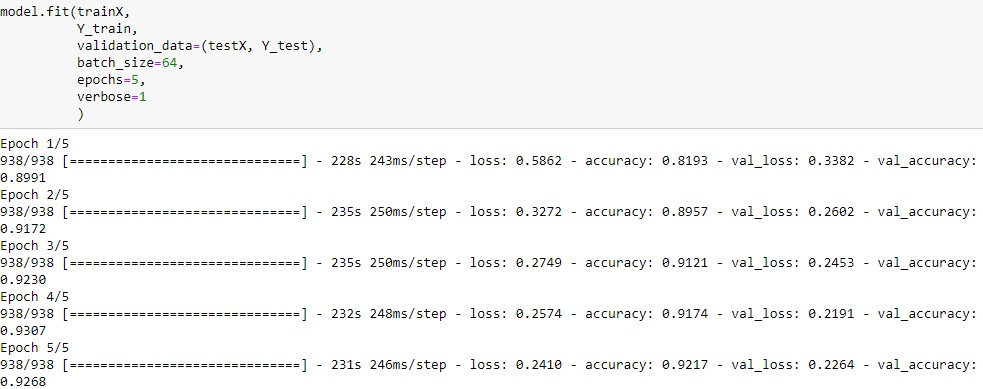 model.fit(trainX,
          Y_train,
          validation_data=(testX, Y_test),
          batch_size=64,
          epochs=5,
          verbose=1
          )
Epoch 1/5
938/938 [==============================] - 228s 243ms/step - loss: 0.5862 - accuracy: 0.8193 - val_loss: 0.3382 - val_accuracy:
0.8991
Epoch 2/5
938/938 [==============================] - 235s 250ms/step - loss: 0.3272 - accuracy: 0.8957 - val_loss: 0.2602 - val_accuracy:
0.9172
Epoch 3/5
938/938 [==============================] - 235s 250ms/step - loss: 0.2749 - accuracy: 0.9121 - val_loss: 0.2453 - val_accuracy:
0.9230
Epoch 4/5
938/938 [==============================] - 232s 248ms/step - loss: 0.2574 - accuracy: 0.9174 - val_loss: 0.2191 - val_accuracy:
0.9307
Epoch 5/5
938/938 [==============================] - 231s 246ms/step - loss: 0.2410 - accuracy: 0.9217 - val_loss: 0.2264 - val_accuracy:
0.9268